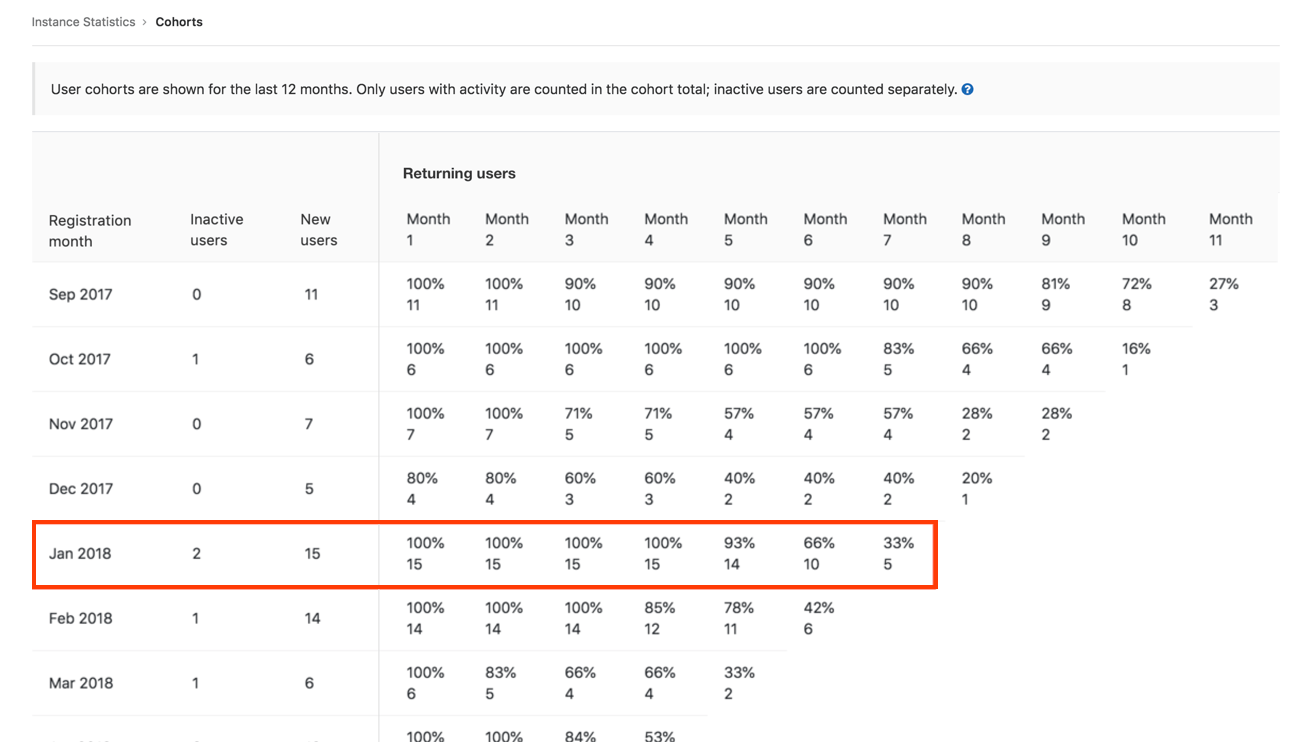 Instance Statistics › Cohorts
User cohorts are shown for the last 12 months. Only users with activity are counted in the cohort total; inactive users are counted separately. ?
Returning users
Registration month Inactive users New users Month 1 Month 2 Month 3 Month 4 Month 5 Month 6 Month 7 Month 8 Month 9 Month 10 Month 11
Sep 2017 0 11 100% 11 100% 11 90% 10 90% 10 90% 10 90% 10 90% 10 90% 10 81% 9 72% 8 27% 3
Oct 2017 1 6 100% 6 100% 6 100% 6 100% 6 100% 6 100% 6 83% 5 66% 4 66% 4 16% 1
Nov 2017 0 7 100% 7 100% 7 71% 5 71% 5 57% 4 57% 4 57% 4 28% 2 28% 2
Dec 2017 0 5 80% 4 80% 4 60% 3 60% 3 40% 2 40% 2 40% 2 20% 1
Jan 2018 2 15 100% 15 100% 15 100% 15 100% 15 93% 14 66% 10 33% 5
Feb 2018 1 14 100% 14 100% 14 100% 14 85% 12 78% 11 42% 6
Mar 2018 1 6 100% 6 83% 5 66% 4 66% 4 33% 2
100% 100% 84% 53%